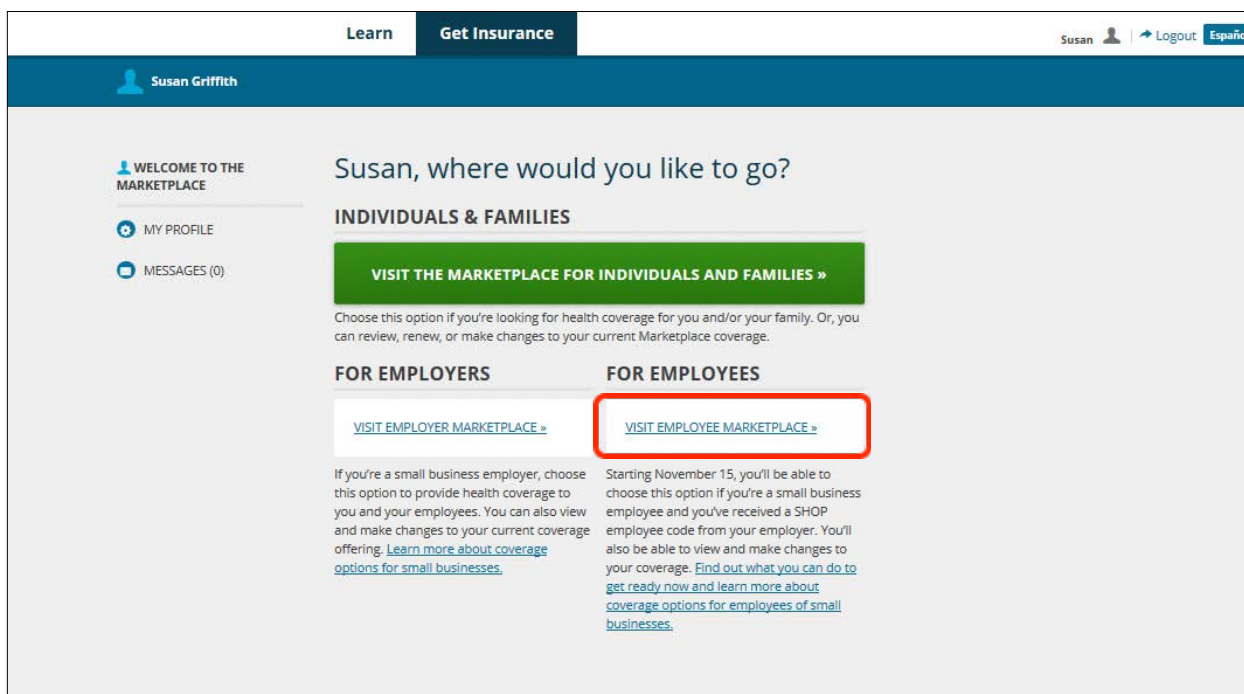 Learn
Get Insurance
Susan
Logout
Susan Griffith
WELCOME TO THE
MARKETPLACE
MY PROFILE
MESSAGES (0)
Susan, where would you like to go?
INDIVIDUALS & FAMILIES
VISIT THE MARKETPLACE FOR INDIVIDUALS AND FAMILIES »
Choose this option if you're looking for health coverage for you and/or your family. Or, you
can review, renew, or make changes to your current Marketplace coverage.
FOR EMPLOYERS
VISIT EMPLOYER MARKETPLACE »
If you're a small business employer, choose
this option to provide health coverage to
you and your employees. You can also view
and make changes to your current coverage
offering. Learn more about coverage
options for small businesses.
FOR EMPLOYEES
VISIT EMPLOYEE MARKETPLACE »
Starting November 15, you'll be able to
choose this option if you're a small business
employee and you've received a SHOP
employee code from your employer. You'll
also be able to view and make changes to
your coverage. Find out what you can do to
get ready now and learn more about
coverage options for employees of small
businesses.